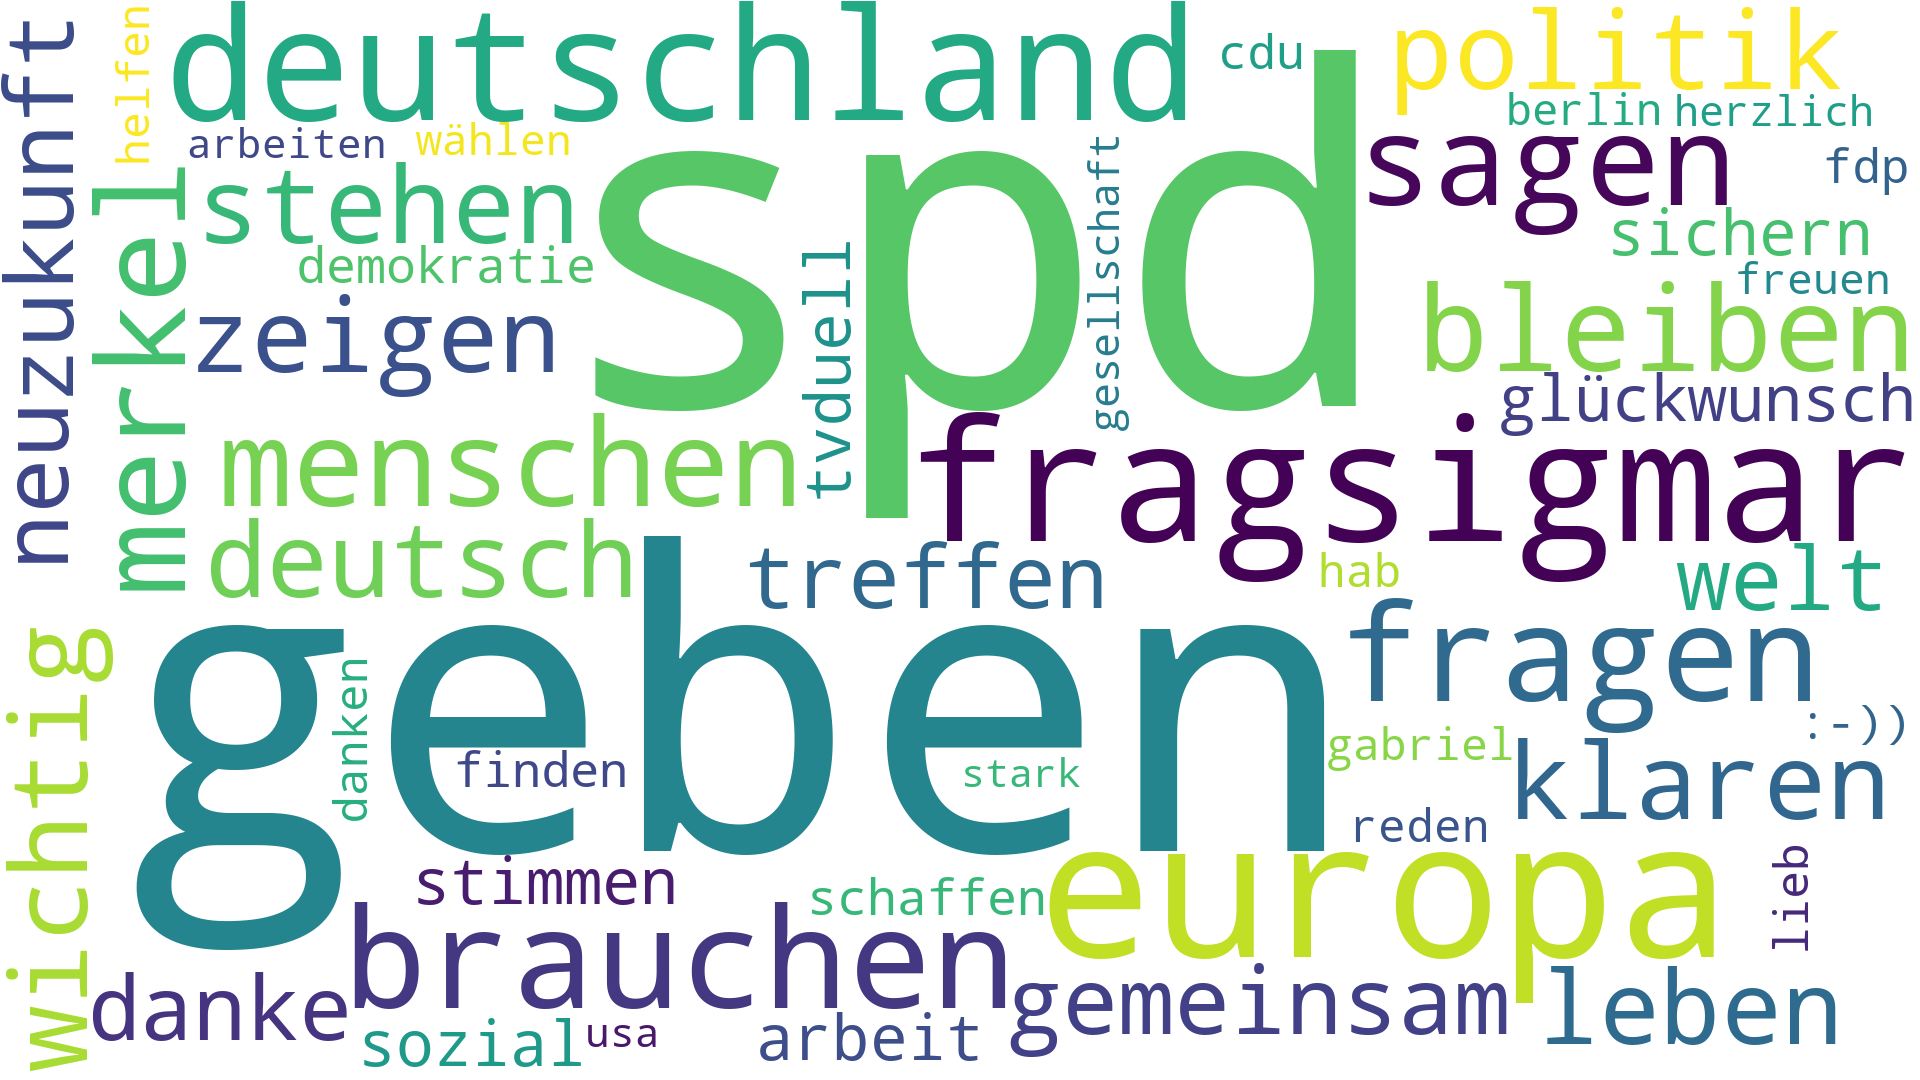 neuzukunft
helfen
deutschland
cdu
politik
berlin
herzlich
arbeiten
wählen
spd
gesellschaft
sagen
fdp
merkel
stehen
sichern
demokratie
tvduell
freuen
zeigen
bleiben
glückwunsch
menschen
fragsigmar
deutsch
treffen
hab
welt
wichtig
geben
fragen
danken
finden
stark
gabriel
:-))
klaren
reden
stimmen
schaffen
europa
lieb
brauchen
danke
gemeinsam
leben
sozial
usa
arbeit